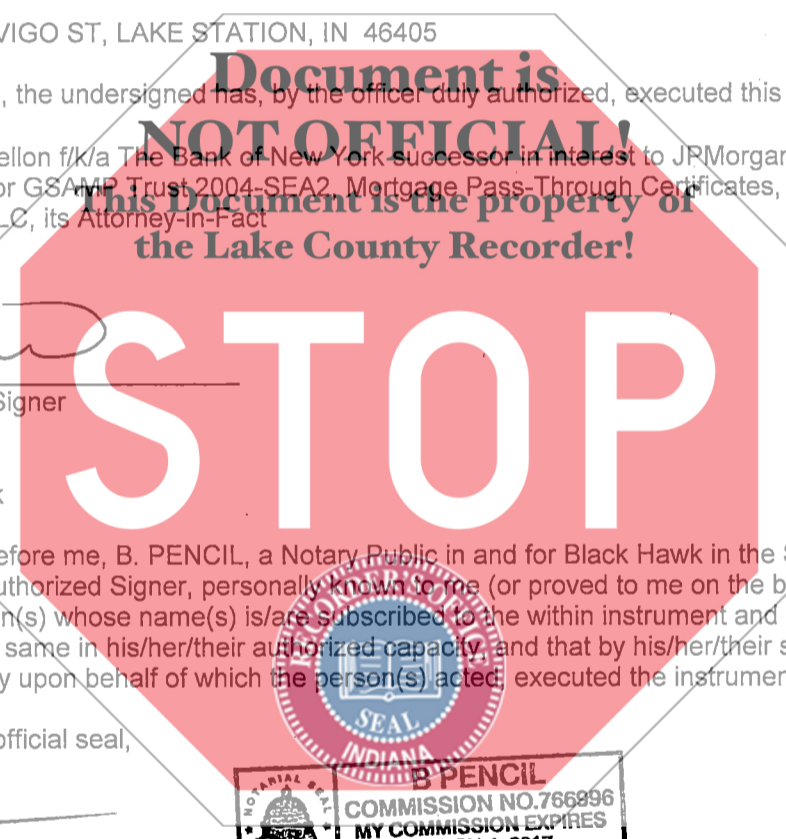 VIGO ST, LAKE STATION, IN 46405
Document is
, the undersigned has, by the officer duly authorized, executed this
NOT OFFICIAL!
ellon f/k/a The Bank of New York successor in interest to JPMorgan
or GSAMP Trust 2004-SEA2, Mortgage Pass-Through Certificates,
This Document is the property of
LC, its Attorney-in-Fact
the Lake County Recorder!
STOP
Signer
k
efore me, B. PENCIL, a Notary Public in and for Black Hawk in the S
uthorized Signer, personally known to me (or proved to me on the b
n(s) whose name(s) is/are subscribed to the within instrument and
same in his/her/their authorized capacity, and that by his/her/their s
y upon behalf of which the person(s) acted, executed the instrumen
RECORDER'S OFFICE
SEAL
INDIANA
official seal,
NOTARIAL SEAL
B PENCIL
COMMISSION NO.766996
MY COMMISSION EXPIRES